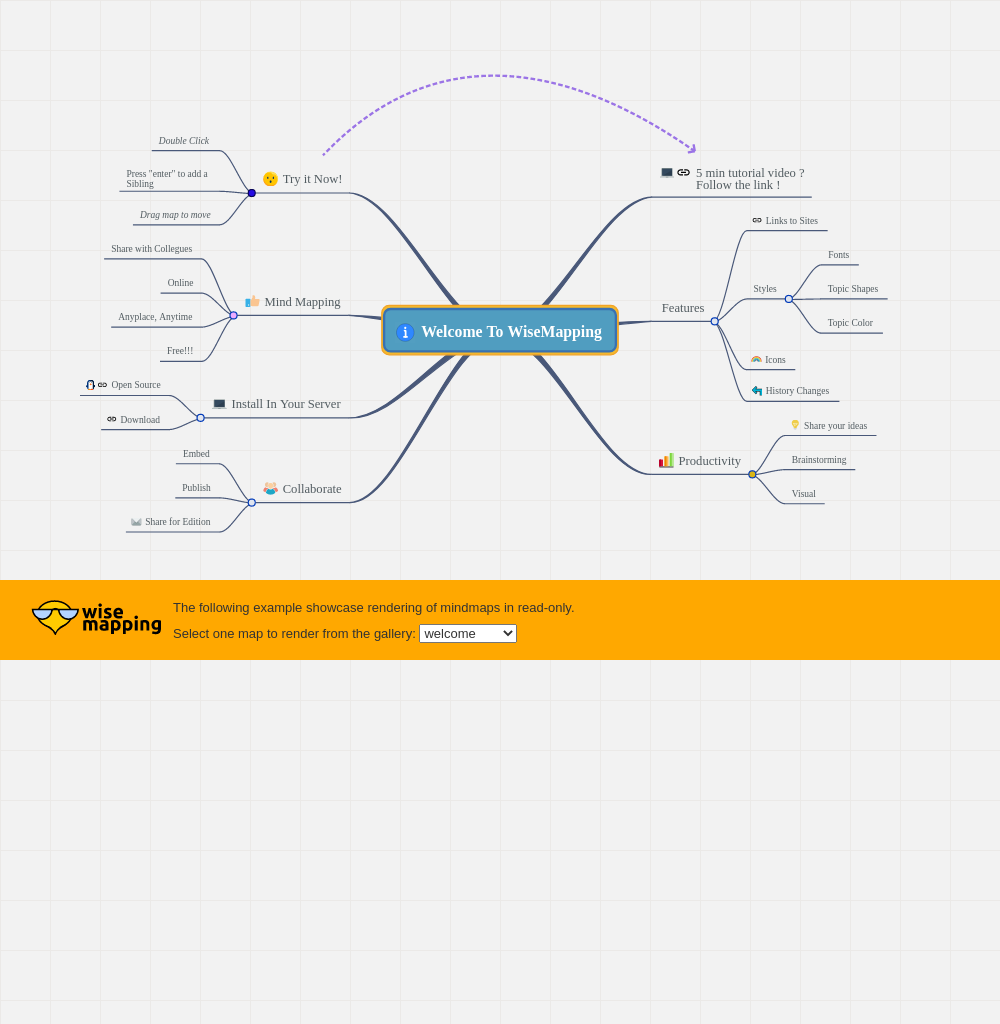 Double Click
Press "enter" to add a
Sibling
Drag map to move
Try it Now!
Share with Collegues
Online
Anyplace, Anytime
Free!!!
Mind Mapping
Open Source
Download
Install In Your Server
Embed
Publish
Share for Edition
Collaborate
Welcome To WiseMapping
5 min tutorial video ?
Follow the link !
Links to Sites
Features
Styles
Fonts
Topic Shapes
Topic Color
Icons
History Changes
Productivity
Share your ideas
Brainstorming
Visual
wise
mapping
The following example showcase rendering of mindmaps in read-only.
Select one map to render from the gallery: welcome